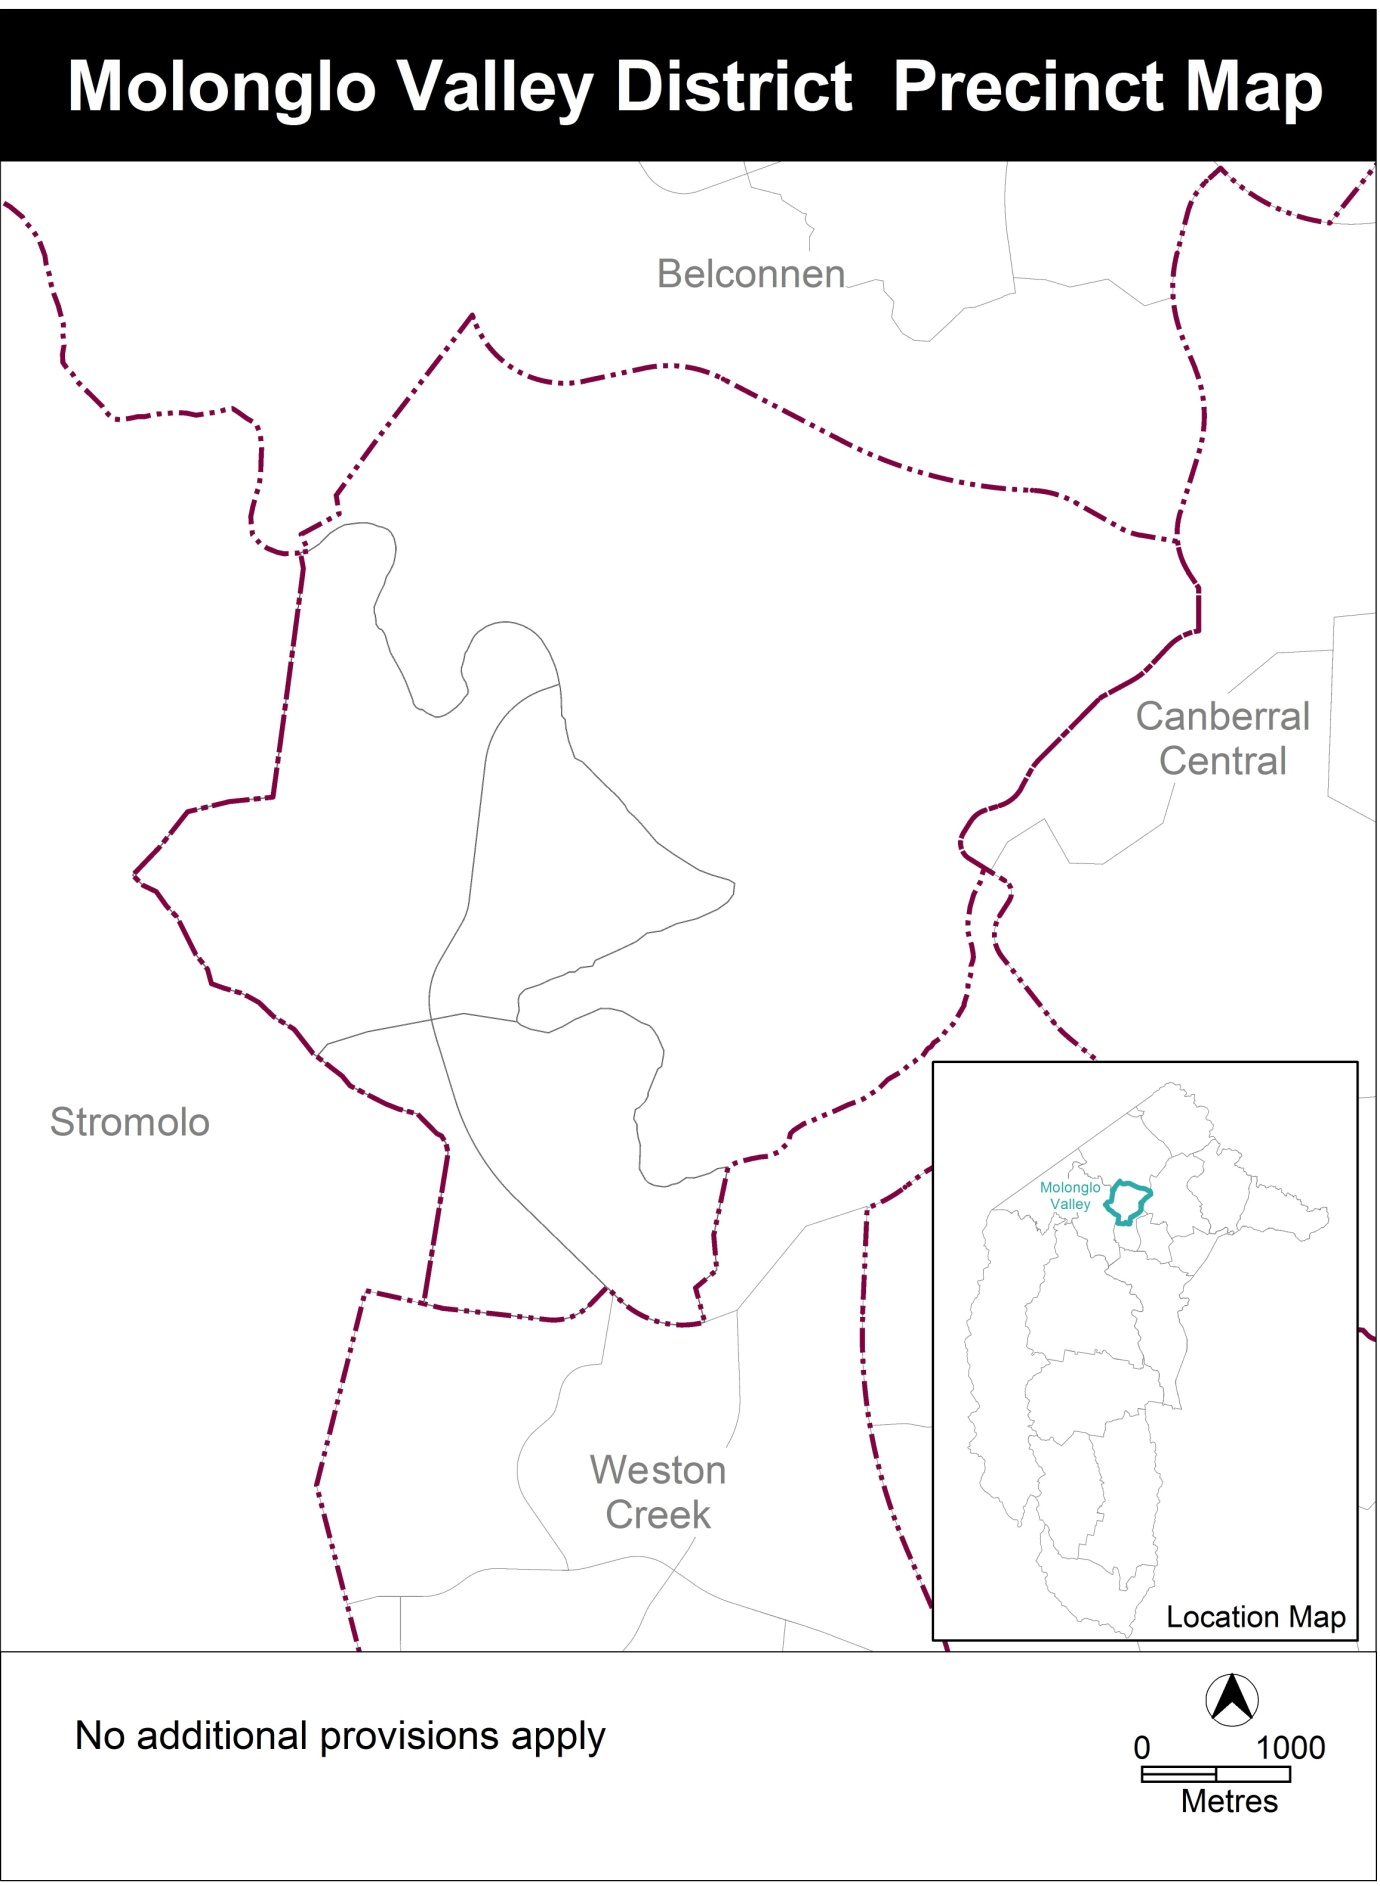 Molonglo Valley District Precinct Map
Belconnen
Canberral
Central
Stromolo
Weston
Creek
Molonglo
Valley
Location Map
No additional provisions apply
0 1000
Metres